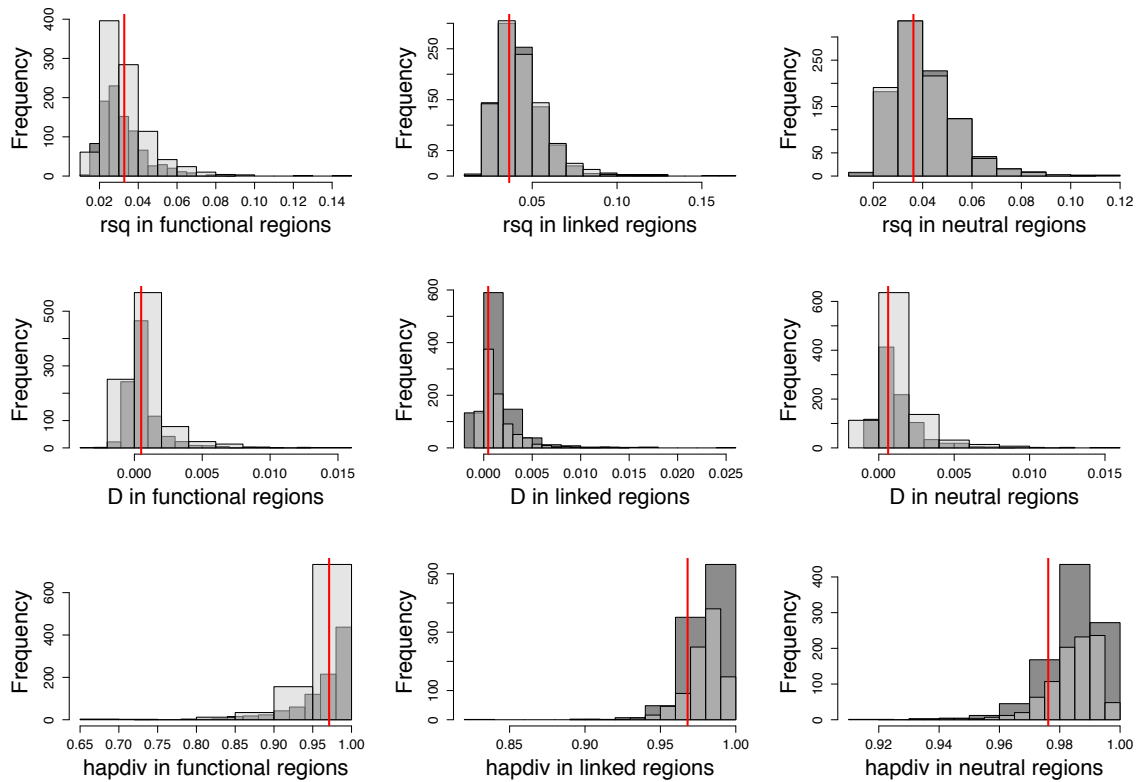 Frequency
0 100 200 300 400
0.02 0.04 0.06 0.08 0.10 0.12 0.14
rsq in functional regions
Frequency
0 50 150 250
0.05 0.10 0.15
rsq in linked regions
Frequency
0 50 150 250
0.02 0.04 0.06 0.08 0.10 0.12
rsq in neutral regions
Frequency
0 100 300 500
0.000 0.005 0.010 0.015
D in functional regions
Frequency
0 200 400 600
0.000 0.005 0.010 0.015 0.020 0.025
D in linked regions
Frequency
0 200 400 600
0.000 0.005 0.010 0.015
D in neutral regions
Frequency
0 200 400 600
0.65 0.70 0.75 0.80 0.85 0.90 0.95 1.00
hapdiv in functional regions
Frequency
0 100 300 500
0.85 0.90 0.95 1.00
hapdiv in linked regions
Frequency
0 100 200 300 400
0.92 0.94 0.96 0.98 1.00
hapdiv in neutral regions